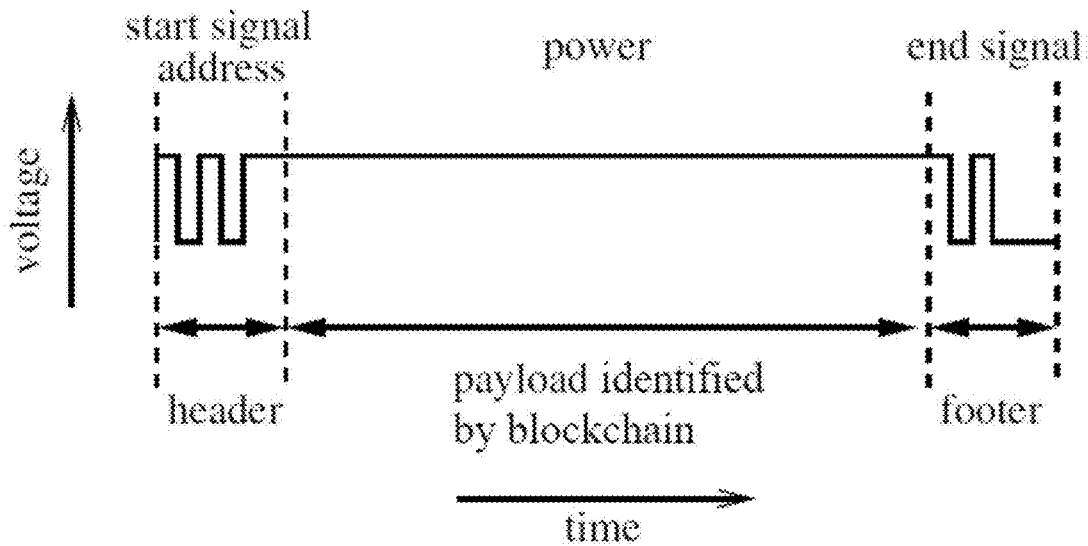 start signal
address
power
end signal
voltage
header
payload identified
by blockchain
footer
time